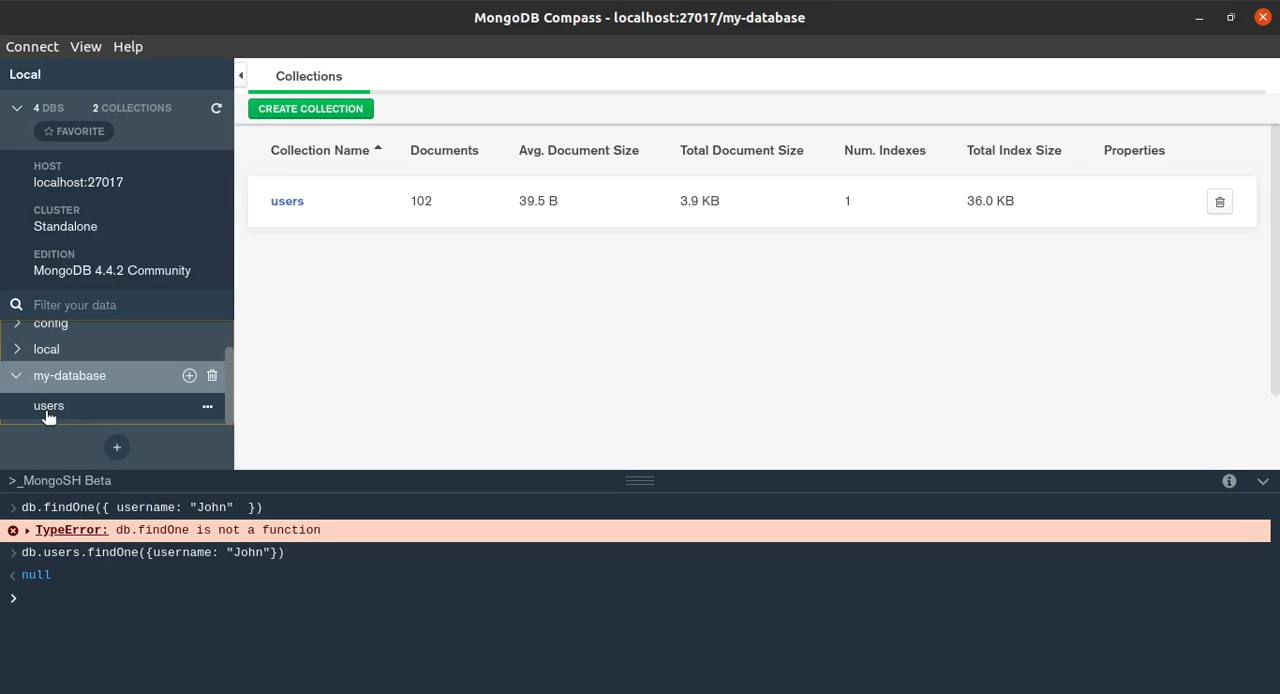 MongoDB Compass - localhost:27017/my-database
Connect View Help
Local
4 DBS 2 COLLECTIONS
FAVORITE
HOST
localhost:27017
CLUSTER
Standalone
EDITION
MongoDB 4.4.2 Community
Filter your data
config
local
my-database
users
Collections
CREATE COLLECTION
Collection Name Documents Avg. Document Size Total Document Size Num. Indexes Total Index Size Properties
users 102 39.5 B 3.9 KB 1 36.0 KB
>_MongoSH Beta
> db.findOne({ username: "John"  })
TypeError: db.findOne is not a function
> db.users.findOne({username: "John"})
< null
>